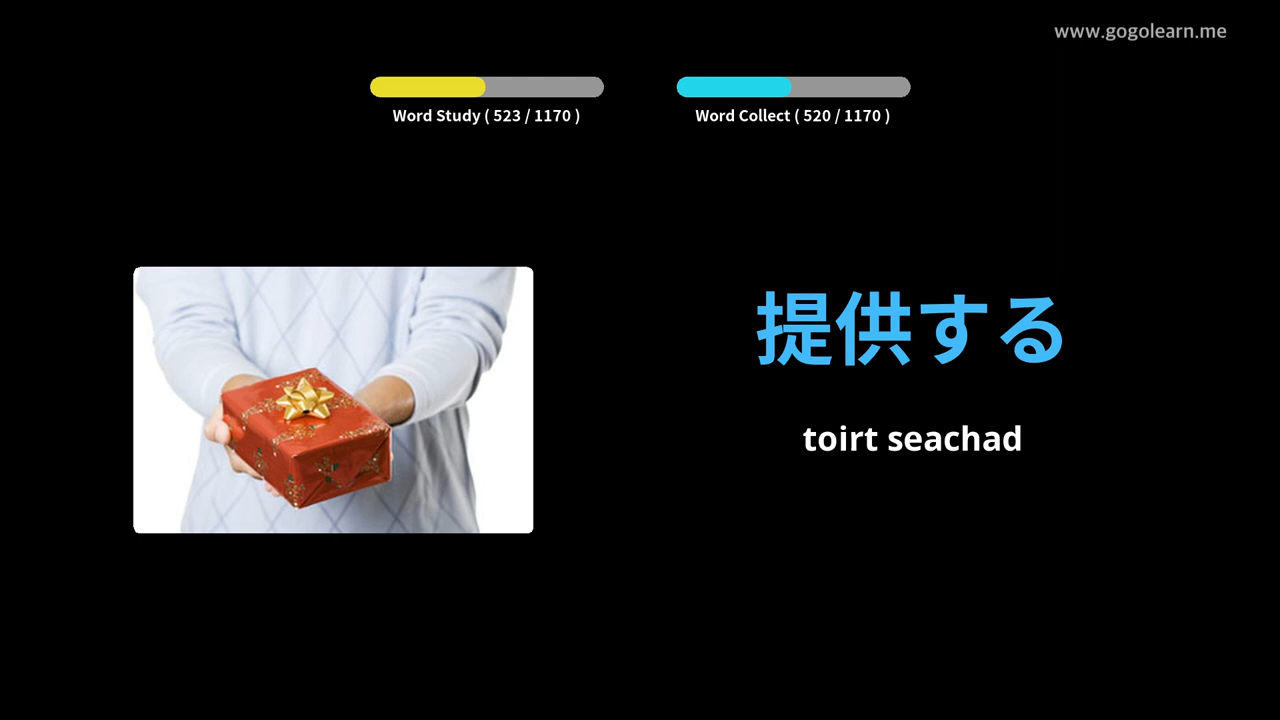 www.gogolearn.me
Word Study ( 523 / 1170 )
Word Collect ( 520 / 1170 )
提供する
toirt seachad